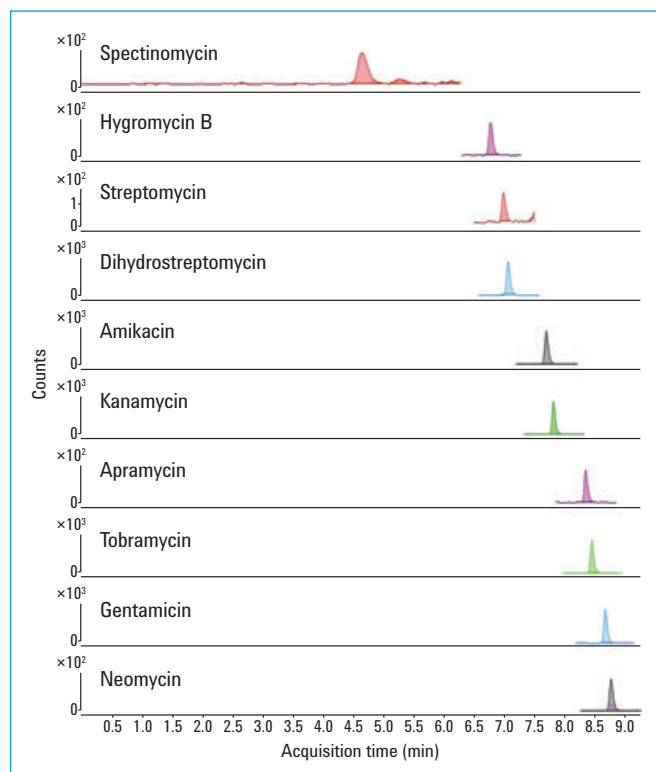 ×10²
Spectinomycin
0
×10²
Hygromycin B
0
×10²
Streptomycin
1
0
×10³
Dihydrostreptomycin
0
×10³
Amikacin
0
Counts
×10³
Kanamycin
0
×10²
Apramycin
0
×10³
Tobramycin
0
×10³
Gentamicin
0
×10²
Neomycin
0
0.5 1.0 1.5 2.0 2.5 3.0 3.5 4.0 4.5 5.0 5.5 6.0 6.5 7.0 7.5 8.0 8.5 9.0
Acquisition time (min)